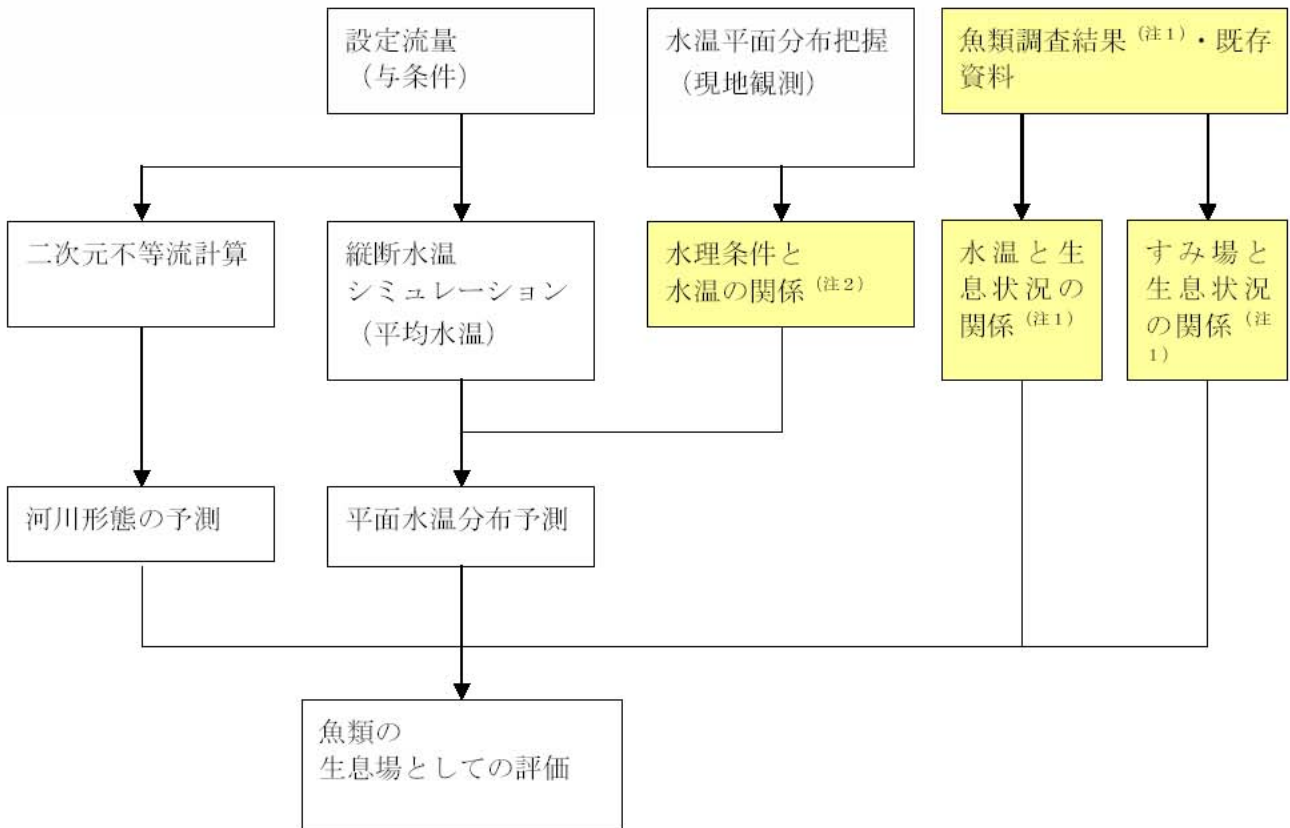 設定流量
（与条件）
水温平面分布把握
（現地観測）
魚類調査結果（注1）・既存
資料
二次元不等流計算
縦断水温
シミュレーション
（平均水温）
水理条件と
水温の関係（注2）
水温と生
息状況の
関係（注1）
すみ場と
生息状況
の関係（注
1）
河川形態の予測
平面水温分布予測
魚類の
生息場としての評価